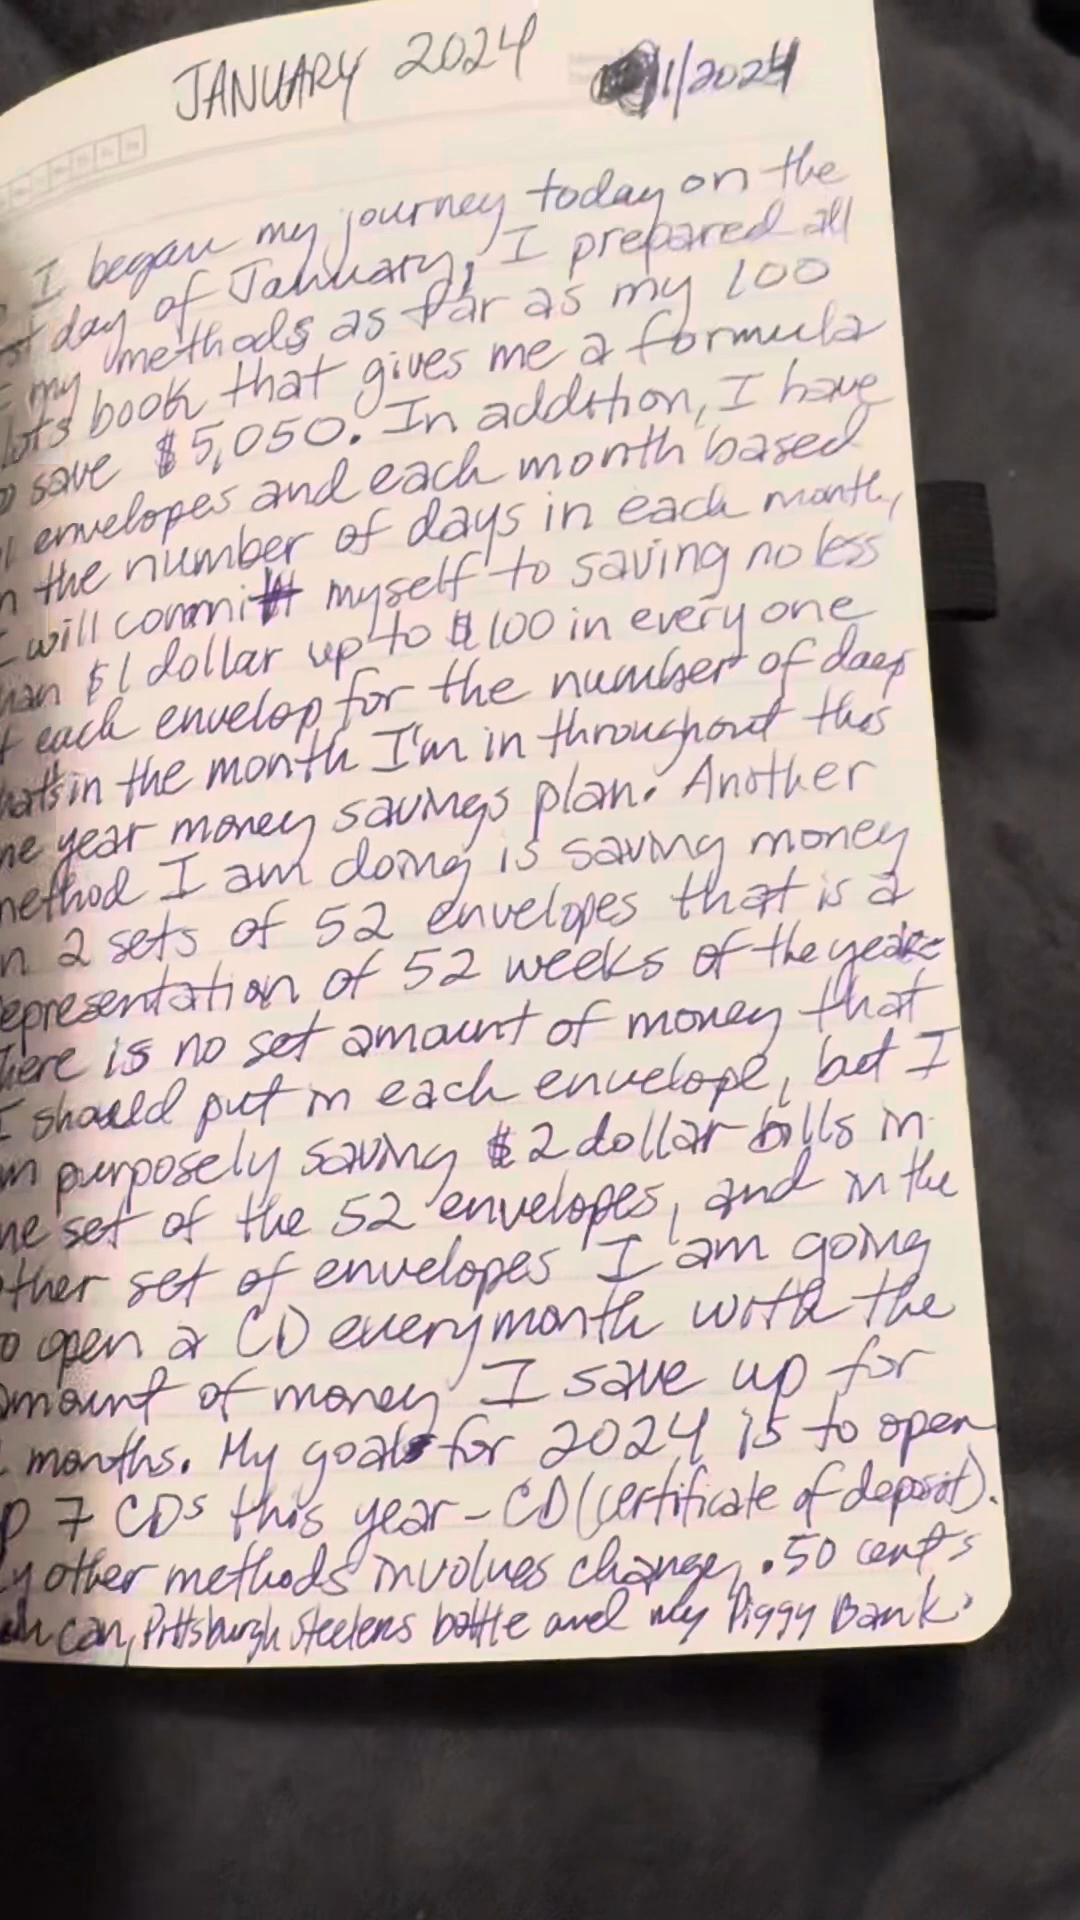 JANUARY 2024 1/2024
I began my journey today on the
day of January, I prepared all
my methods as far as my 100
book that gives me a formula
save $5,050. In addition, I have
envelopes and each month based
the number of days in each month,
I will commit myself to saving no less
$1 dollar up to $100 in every one
each envelop for the number of days
in the month I'm in throughout this
year money savings plan. Another
method I am doing is saving money
2 sets of 52 envelopes that is a
representation of 52 weeks of the year.
there is no set amount of money that
I should put in each envelope, but I
purposely saving $2 dollar bills in
set of the 52 envelopes, and in the
other set of envelopes I am going
open a CD every month with the
amount of money I save up for
months. My goal for 2024 is to open
7 CDs this year - CD (certificate of deposit).
other methods involves change, .50 cents
can, Pittsburgh Steelers bottle and my Piggy Bank.